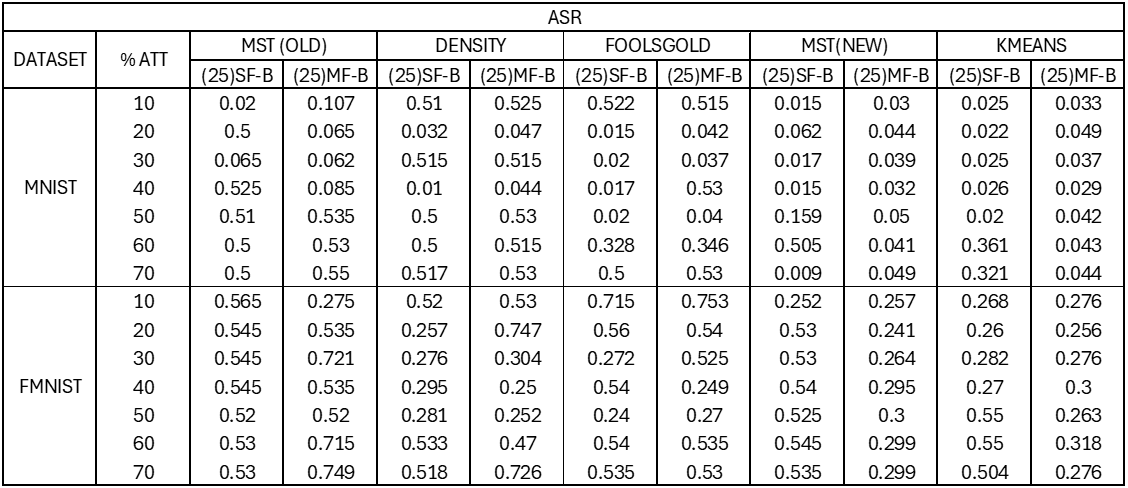 ASR
DATASET % ATT MST (OLD) DENSITY FOOLSGOLD MST(NEW) KMEANS
(25)SF-B (25)MF-B (25)SF-B (25)MF-B (25)SF-B (25)MF-B (25)SF-B (25)MF-B (25)SF-B (25)MF-B
MNIST
10 0.02 0.107 0.51 0.525 0.522 0.515 0.015 0.03 0.025 0.033
20 0.5 0.065 0.032 0.047 0.015 0.042 0.062 0.044 0.022 0.049
30 0.065 0.062 0.515 0.515 0.02 0.037 0.017 0.039 0.025 0.037
40 0.525 0.085 0.01 0.044 0.017 0.53 0.015 0.032 0.026 0.029
50 0.51 0.535 0.5 0.53 0.02 0.04 0.159 0.05 0.02 0.042
60 0.5 0.53 0.5 0.515 0.328 0.346 0.505 0.041 0.361 0.043
70 0.5 0.55 0.517 0.53 0.5 0.53 0.009 0.049 0.321 0.044
FMNIST
10 0.565 0.275 0.52 0.53 0.715 0.753 0.252 0.257 0.268 0.276
20 0.545 0.535 0.257 0.747 0.56 0.54 0.53 0.241 0.26 0.256
30 0.545 0.721 0.276 0.304 0.272 0.525 0.53 0.264 0.282 0.276
40 0.545 0.535 0.295 0.25 0.54 0.249 0.54 0.295 0.27 0.3
50 0.52 0.52 0.281 0.252 0.24 0.27 0.525 0.3 0.55 0.263
60 0.53 0.715 0.533 0.47 0.54 0.535 0.545 0.299 0.55 0.318
70 0.53 0.749 0.518 0.726 0.535 0.53 0.535 0.299 0.504 0.276